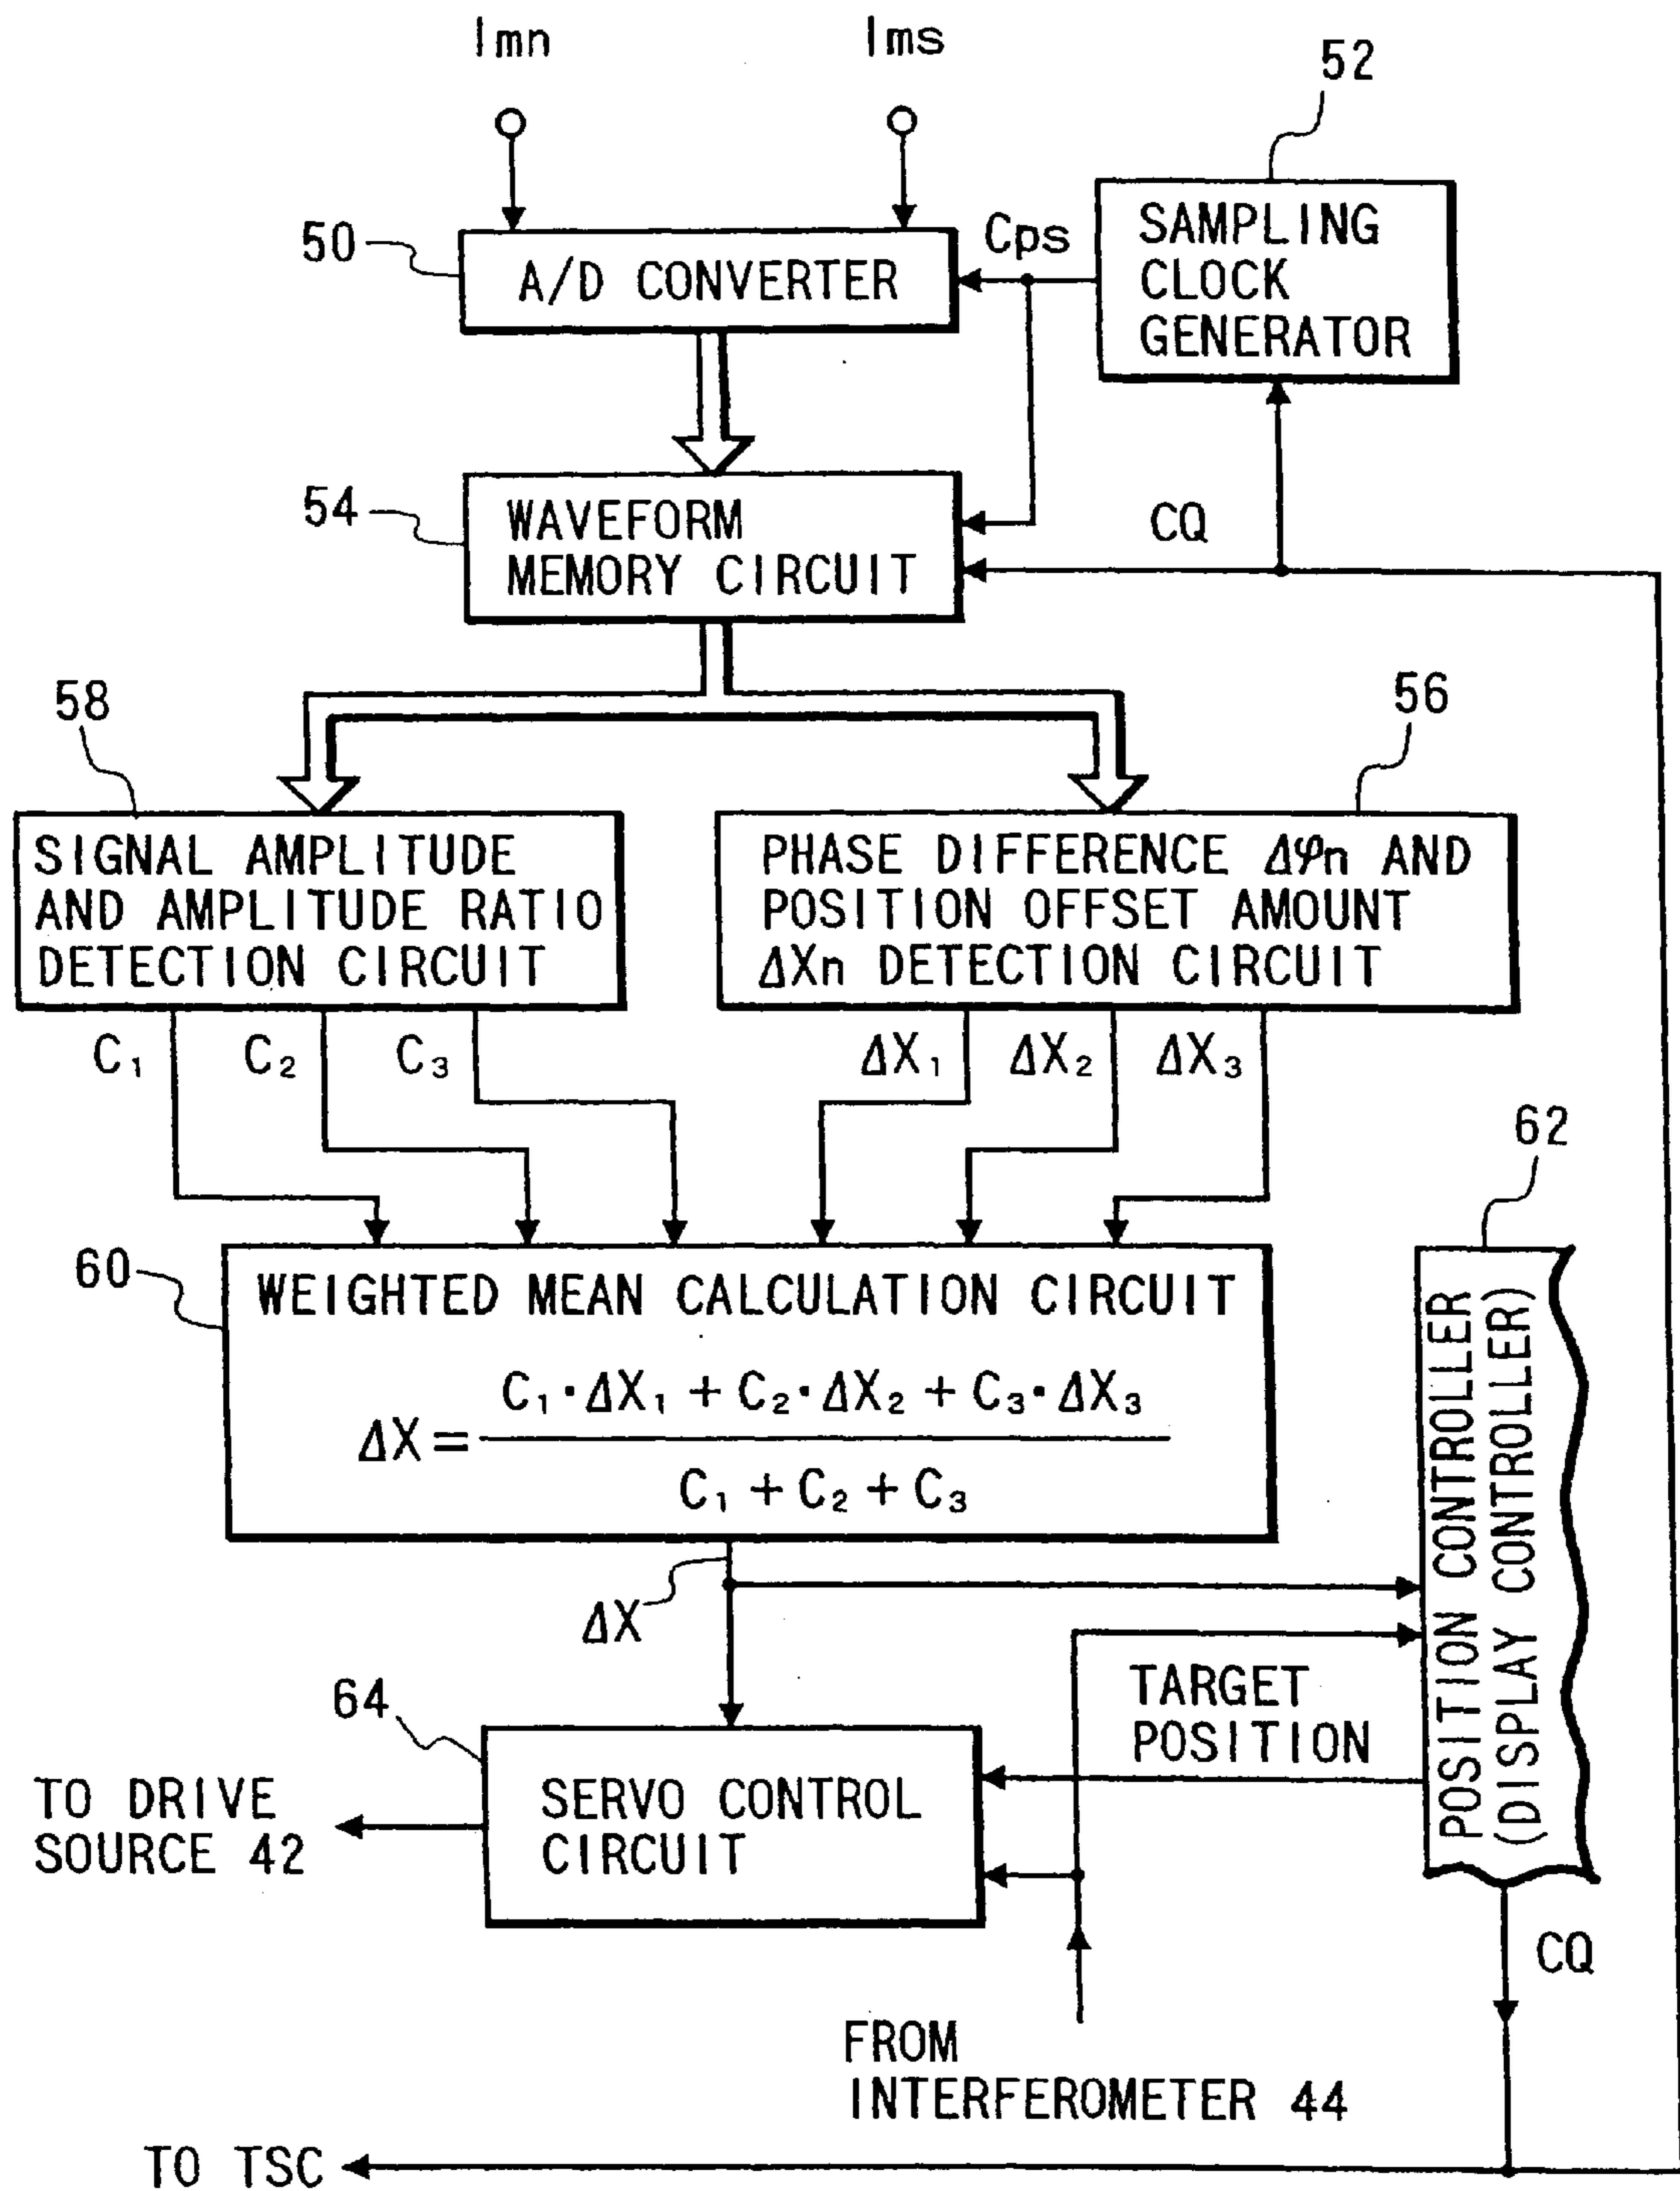 Imn
Ims
52
50
A/D CONVERTER
Cps
SAMPLING
CLOCK
GENERATOR
54
WAVEFORM
MEMORY CIRCUIT
CQ
58
56
SIGNAL AMPLITUDE
AND AMPLITUDE RATIO
DETECTION CIRCUIT
PHASE DIFFERENCE Δφn AND
POSITION OFFSET AMOUNT
ΔXn DETECTION CIRCUIT
C₁
C₂
C₃
ΔX₁
ΔX₂
ΔX₃
62
60
WEIGHTED MEAN CALCULATION CIRCUIT
C₁·ΔX₁ + C₂·ΔX₂ + C₃·ΔX₃
ΔX=
C₁ + C₂ + C₃
POSITION CONTROLLER
(DISPLAY CONTROLLER)
ΔX
64
TARGET
POSITION
SERVO CONTROL
CIRCUIT
TO DRIVE
SOURCE 42
CQ
FROM
INTERFEROMETER 44
TO TSC